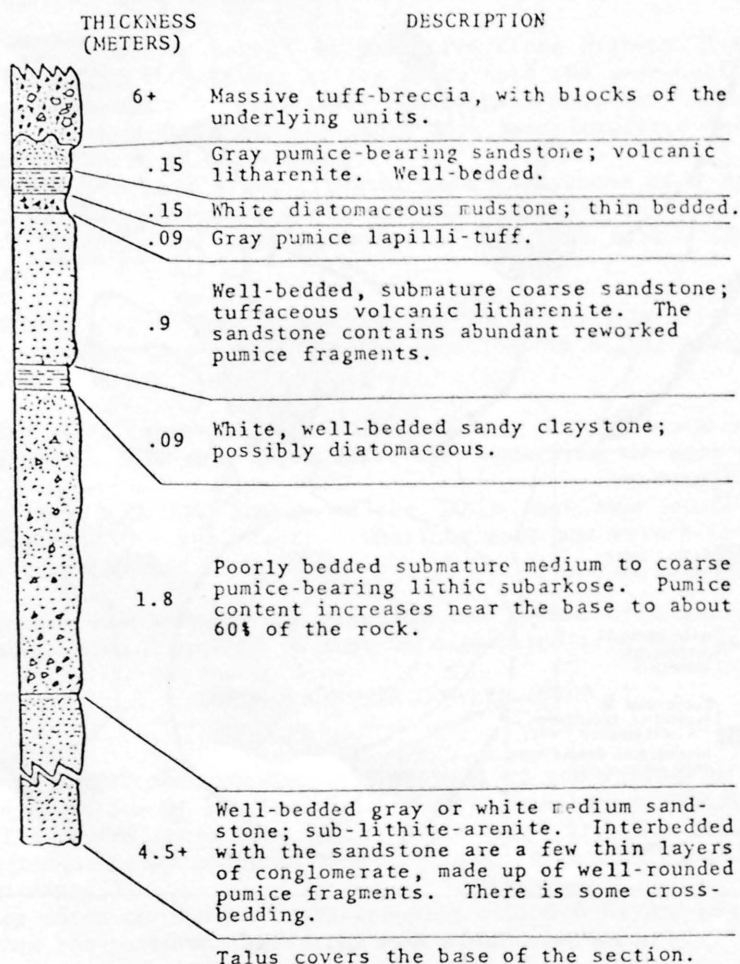 THICKNESS DESCRIPTION
(METERS)
6+ Massive tuff-breccia, with blocks of the
underlying units.
.15 Gray pumice-bearing sandstone; volcanic
litharenite. Well-bedded.
.15 White diatomaceous mudstone; thin bedded.
.09 Gray pumice lapilli-tuff.
Well-bedded, submature coarse sandstone;
.9 tuffaceous volcanic litharenite. The
sandstone contains abundant reworked
pumice fragments.
.09 White, well-bedded sandy claystone;
possibly diatomaceous.
Poorly bedded submature medium to coarse
1.8 pumice-bearing lithic subarkose. Pumice
content increases near the base to about
60% of the rock.
Well-bedded gray or white medium sand-
stone; sub-lithite-arenite. Interbedded
4.5+ with the sandstone are a few thin layers
of conglomerate, made up of well-rounded
pumice fragments. There is some cross-
bedding.
Talus covers the base of the section.